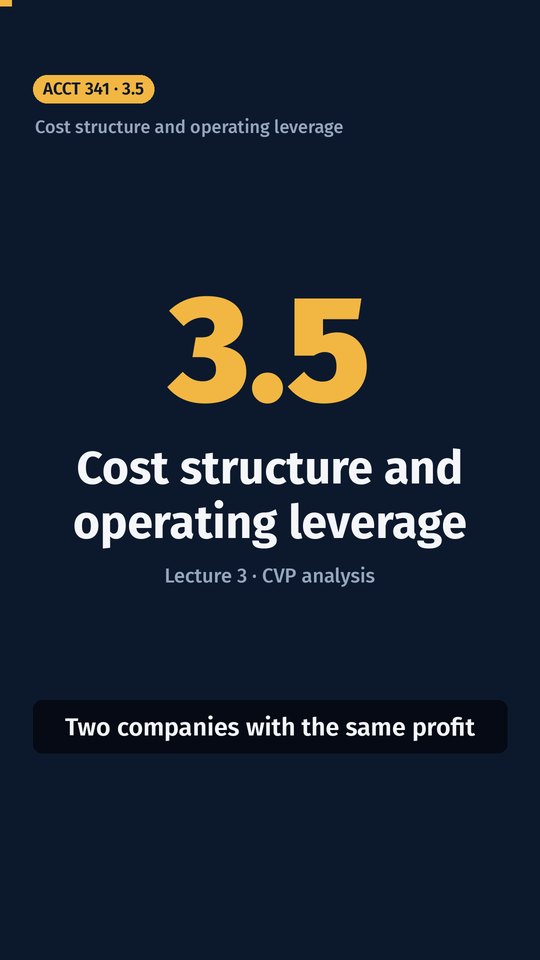 ACCT 341 · 3.5
Cost structure and operating leverage
3.5
Cost structure and
operating leverage
Lecture 3 · CVP analysis
Two companies with the same profit